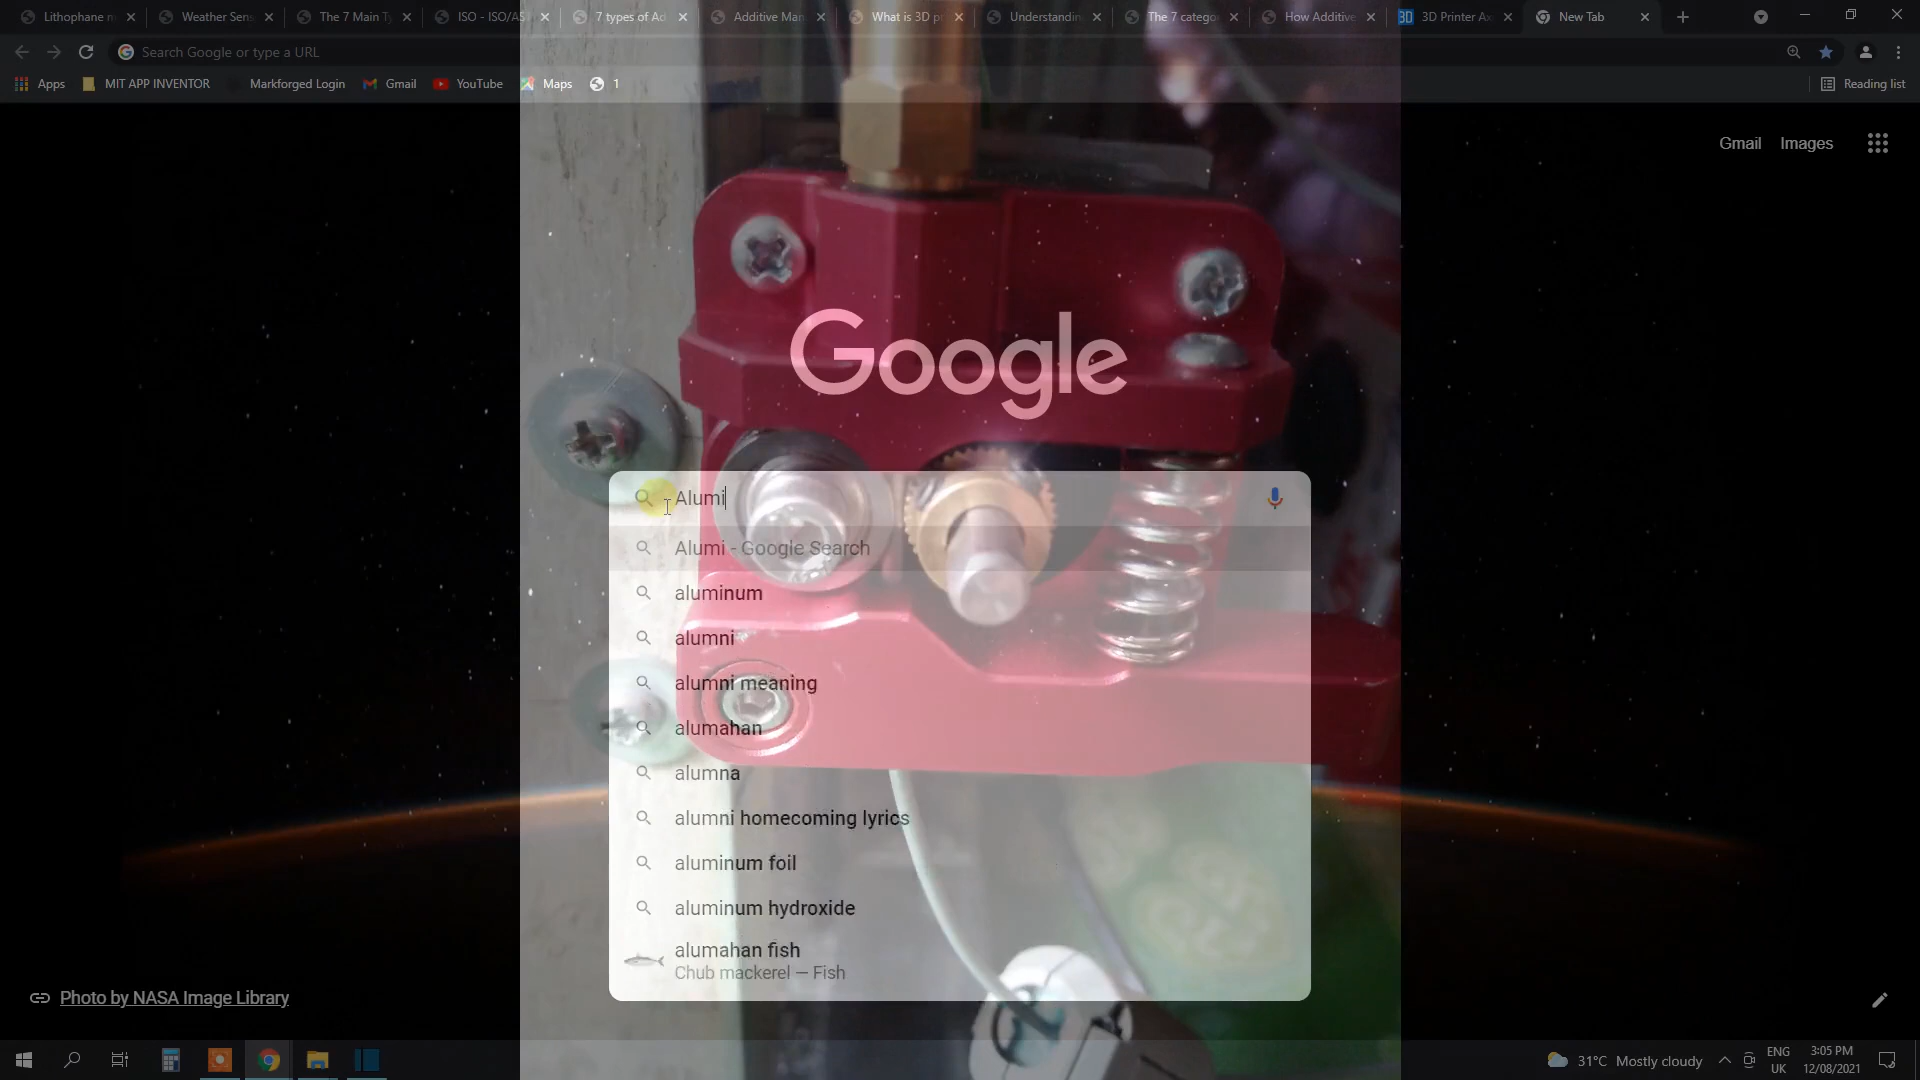 Lithophane m
Weather Sens
The 7 Main Ty
ISO - ISO/AS
7 types of Ad
Additive Man
What is 3D p
Understandin
The 7 catego
How Additive
3D 3D Printer Ax
New Tab
Search Google or type a URL
Apps
MIT APP INVENTOR
Markforged Login
Gmail
YouTube
Maps
1
Reading list
Gmail
Images
Google
Alumi
Alumi - Google Search
aluminum
alumni
alumni meaning
alumahan
alumna
alumni homecoming lyrics
aluminum foil
aluminum hydroxide
alumahan fish
Chub mackerel — Fish
Photo by NASA Image Library
31°C Mostly cloudy
ENG
UK
3:05 PM
12/08/2021